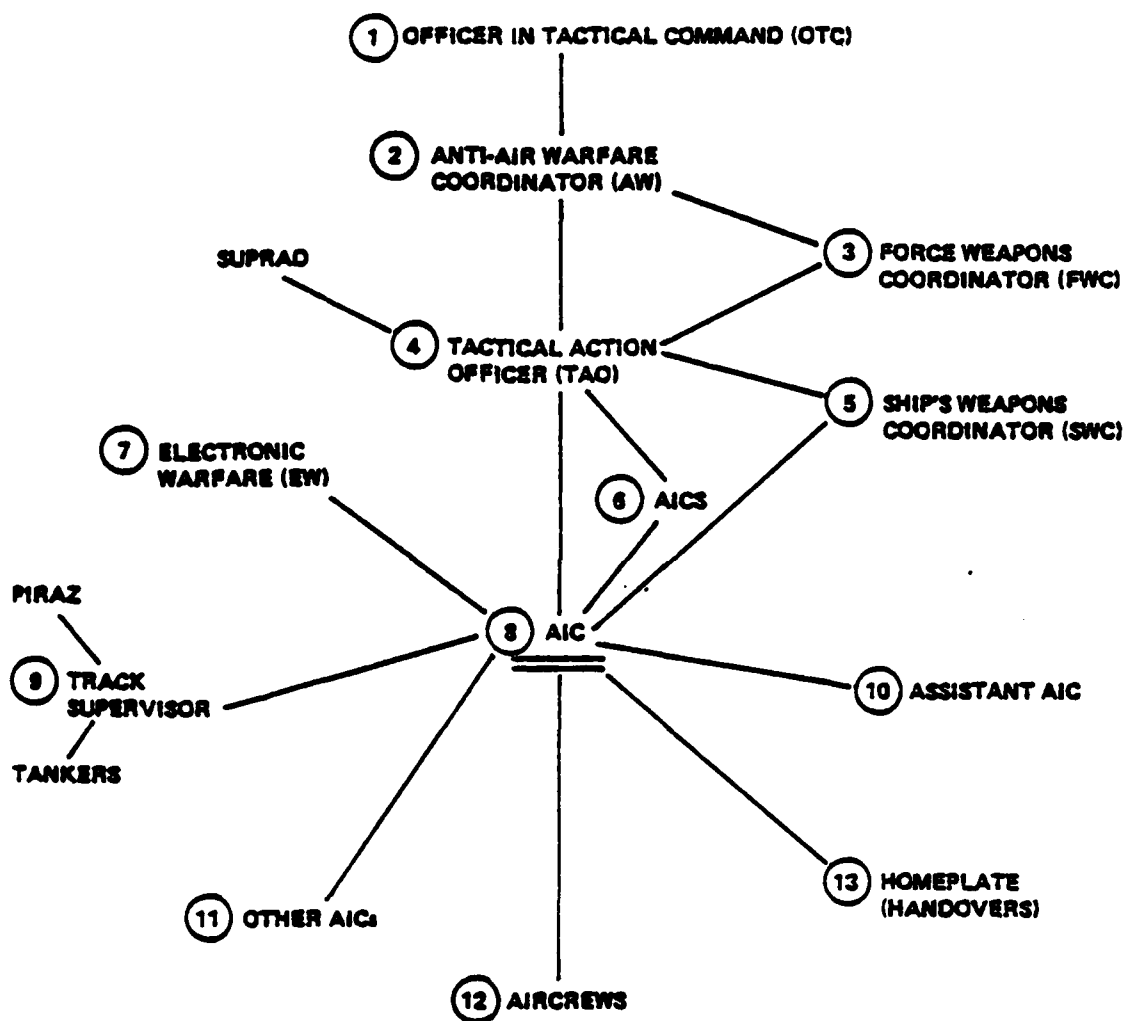 1 OFFICER IN TACTICAL COMMAND (OTC)
2 ANTI-AIR WARFARE
COORDINATOR (AW)
3 FORCE WEAPONS
COORDINATOR (FWC)
SUPRAD
4 TACTICAL ACTION
OFFICER (TAO)
5 SHIP'S WEAPONS
COORDINATOR (SWC)
7 ELECTRONIC
WARFARE (EW)
6 AICS
PIRAZ
8 AIC
9 TRACK
SUPERVISOR
10 ASSISTANT AIC
TANKERS
13 HOMEPLATE
(HANDOVERS)
11 OTHER AICs
12 AIRCREWS